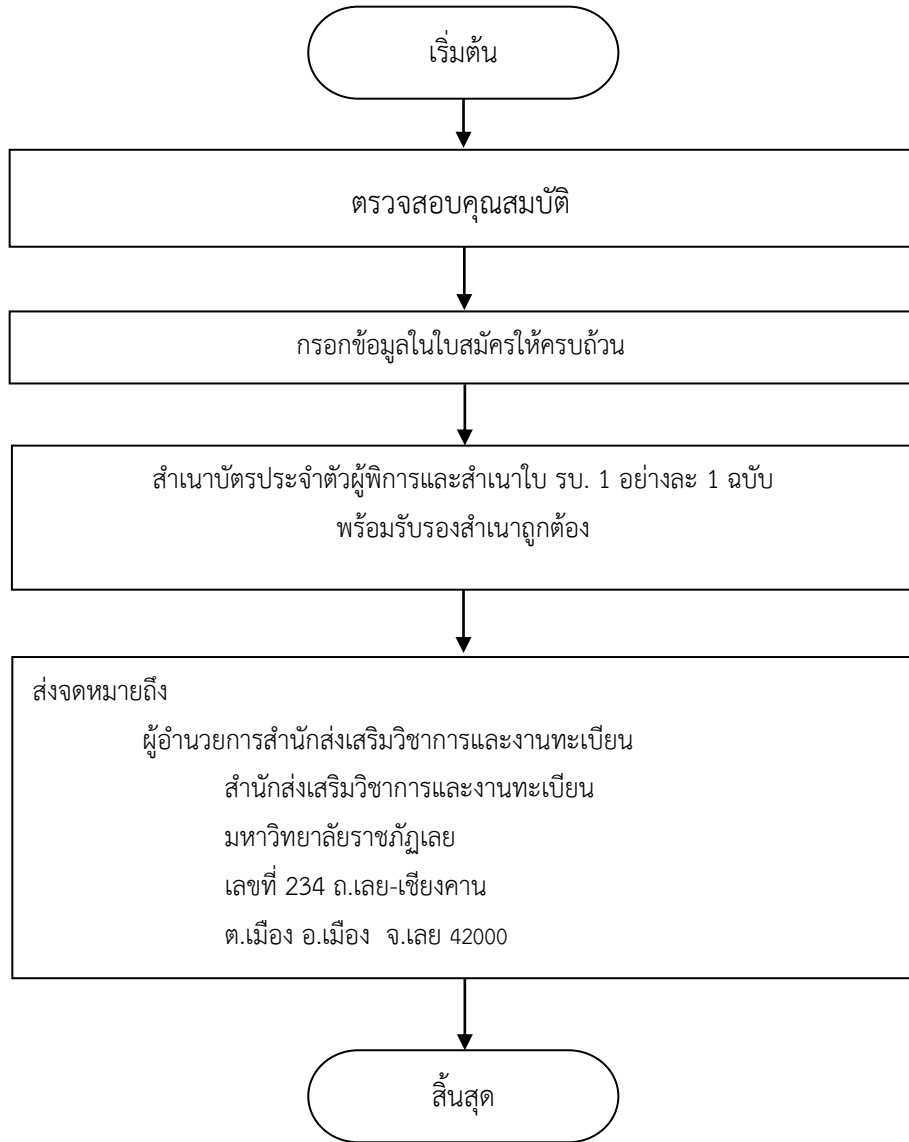 เริ่มต้น
ตรวจสอบคุณสมบัติ
กรอกข้อมูลในใบสมัครให้ครบถ้วน
สำเนาบัตรประจำตัวผู้พิการและสำเนาใบ รบ. 1 อย่างละ 1 ฉบับ
พร้อมรับรองสำเนาถูกต้อง
ส่งจดหมายถึง
ผู้อำนวยการสำนักส่งเสริมวิชาการและงานทะเบียน
สำนักส่งเสริมวิชาการและงานทะเบียน
มหาวิทยาลัยราชภัฏเลย
เลขที่ 234 ถ.เลย-เชียงคาน
ต.เมือง อ.เมือง จ.เลย 42000
สิ้นสุด